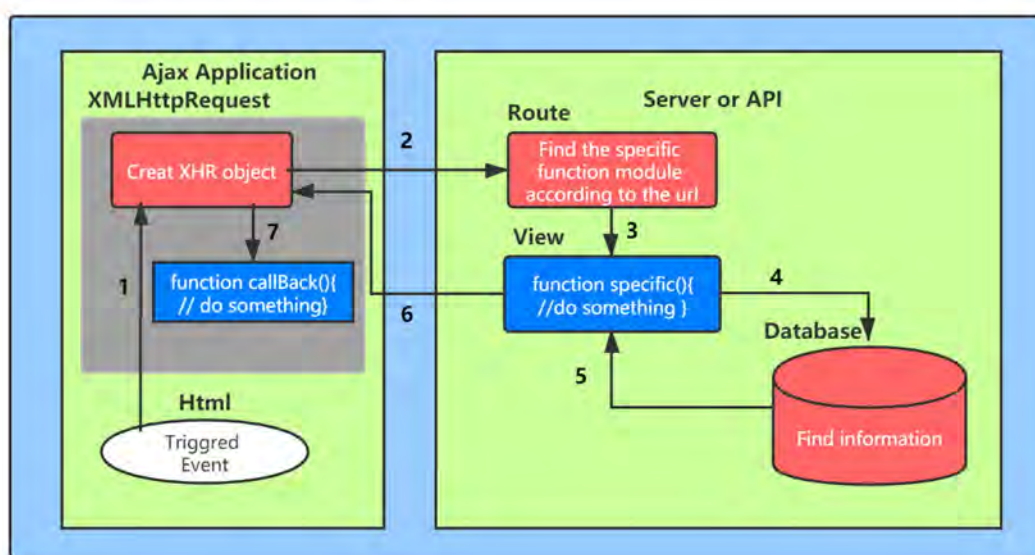 Ajax Application
XMLHttpRequest
Creat XHR object
1
7
function callBack(){
// do something}
Html
Triggred
Event
2
6
Server or API
Route
Find the specific
function module
according to the url
3
View
function specific(){
//do something }
4
5
Database
Find information